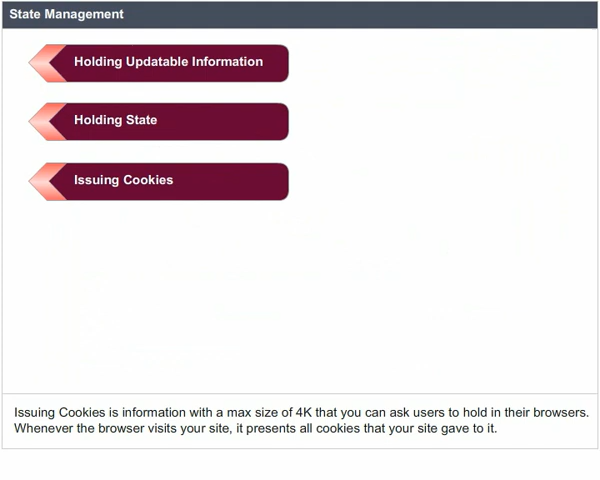 State Management
Holding Updatable Information
Holding State
Issuing Cookies
Issuing Cookies is information with a max size of 4K that you can ask users to hold in their browsers.
Whenever the browser visits your site, it presents all cookies that your site gave to it.